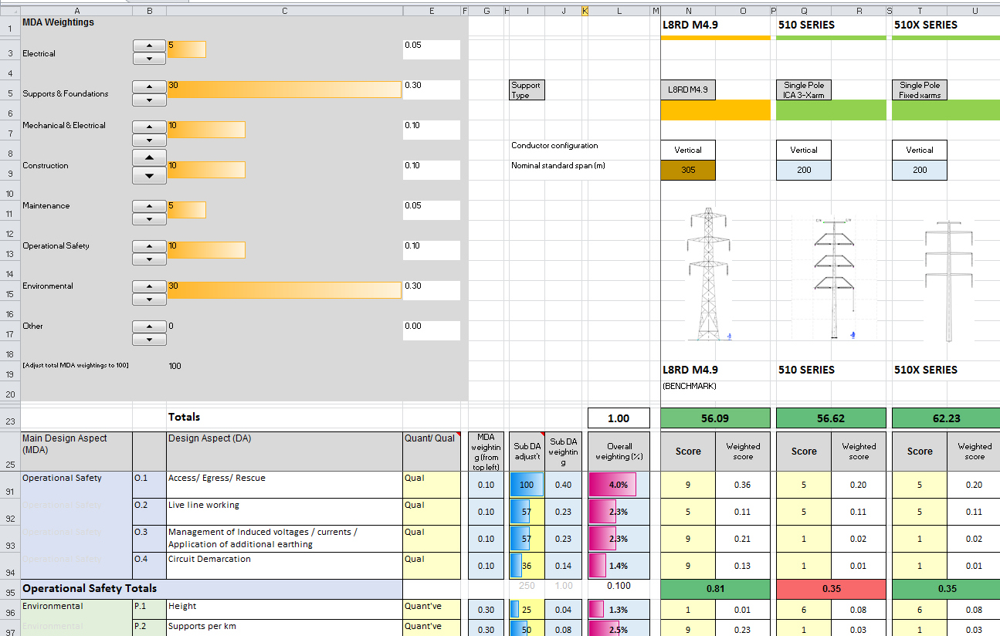 A B C E F G H I J K L M N O P Q R S T U
1 MDA Weightings L8RD M4.9 510 SERIES 510X SERIES
3 Electrical 5 0.05
4
5 Supports & Foundations 30 0.30 Support Type L8RD M4.9 Single Pole ICA 3-Xarm Single Pole Fixed xarms
6
7 Mechanical & Electrical 10 0.10
8 Conductor configuration Vertical Vertical Vertical
9 Construction 10 0.10 Nominal standard span (m) 305 200 200
10
11 Maintenance 5 0.05
12
13 Operational Safety 10 0.10
14
15 Environmental 30 0.30
16
17 Other 0 0.00
18
19 [Adjust total MDA weightings to 100] 100 L8RD M4.9 510 SERIES 510X SERIES
20 (BENCHMARK)
23 Totals 1.00 56.09 56.62 62.23
25 Main Design Aspect (MDA) Design Aspect (DA) Quant/ Qual MDA weightin g (from top left) Sub DA adjust't Sub DA weightin g Overall weighting (%) Score Weighted score Score Weighted score Score Weighted score
91 Operational Safety O.1 Access/ Egress/ Rescue Qual 0.10 100 0.40 4.0% 9 0.36 5 0.20 5 0.20
92 Operational Safety O.2 Live line working Qual 0.10 57 0.23 2.3% 5 0.11 5 0.11 5 0.11
93 Operational Safety O.3 Management of Induced voltages / currents / Application of additional earthing Qual 0.10 57 0.23 2.3% 9 0.21 1 0.02 1 0.02
94 Operational Safety O.4 Circuit Demarcation Qual 0.10 36 0.14 1.4% 9 0.13 1 0.01 1 0.01
95 Operational Safety Totals 250 1.00 0.100 0.81 0.35 0.35
96 Environmental P.1 Height Quant've 0.30 25 0.04 1.3% 1 0.01 6 0.08 6 0.08
97 Environmental P.2 Supports per km Quant've 0.30 50 0.08 2.5% 9 0.23 1 0.03 1 0.03